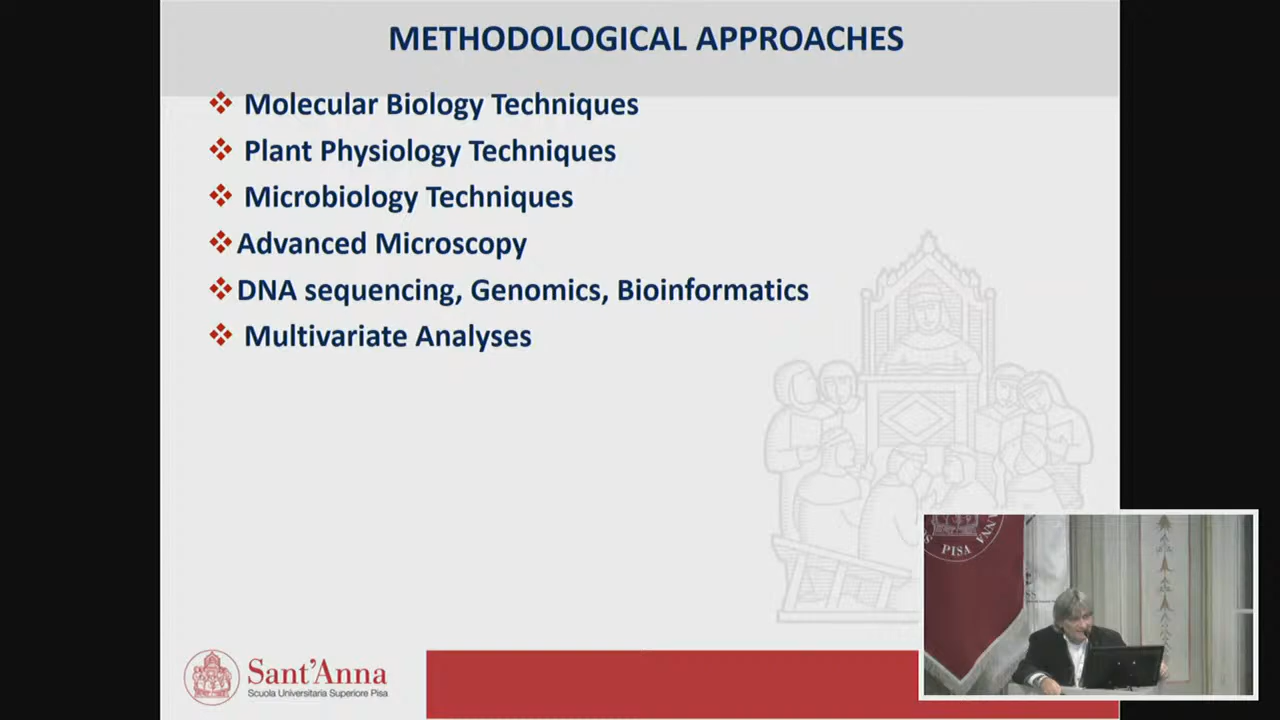 METHODOLOGICAL APPROACHES
Molecular Biology Techniques
Plant Physiology Techniques
Microbiology Techniques
Advanced Microscopy
DNA sequencing, Genomics, Bioinformatics
Multivariate Analyses
Sant'Anna
Scuola Universitaria Superiore Pisa
PISA